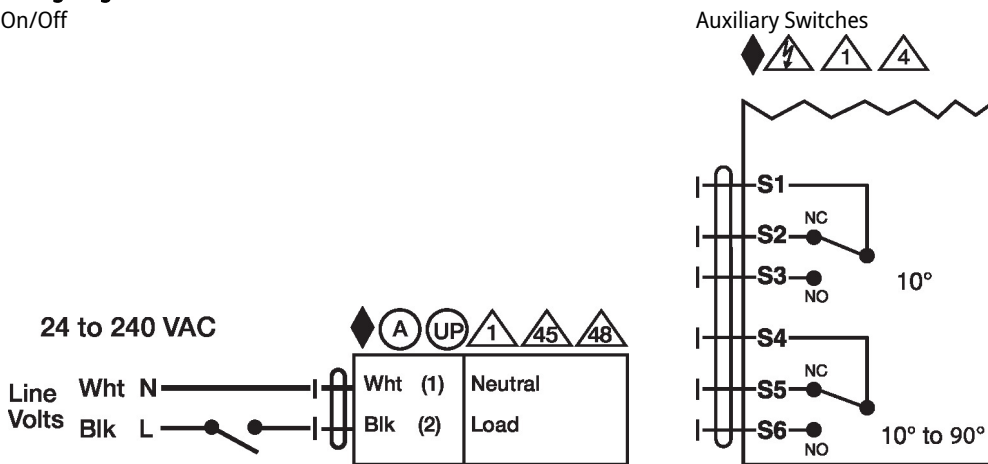 On/Off
24 to 240 VAC
A UP 1 45 48
Line Volts
Wht N
Blk L
Wht (1) Neutral
Blk (2) Load
Auxiliary Switches
1 4
S1
NC
S2
S3
NO
10°
S4
NC
S5
S6
NO
10° to 90°